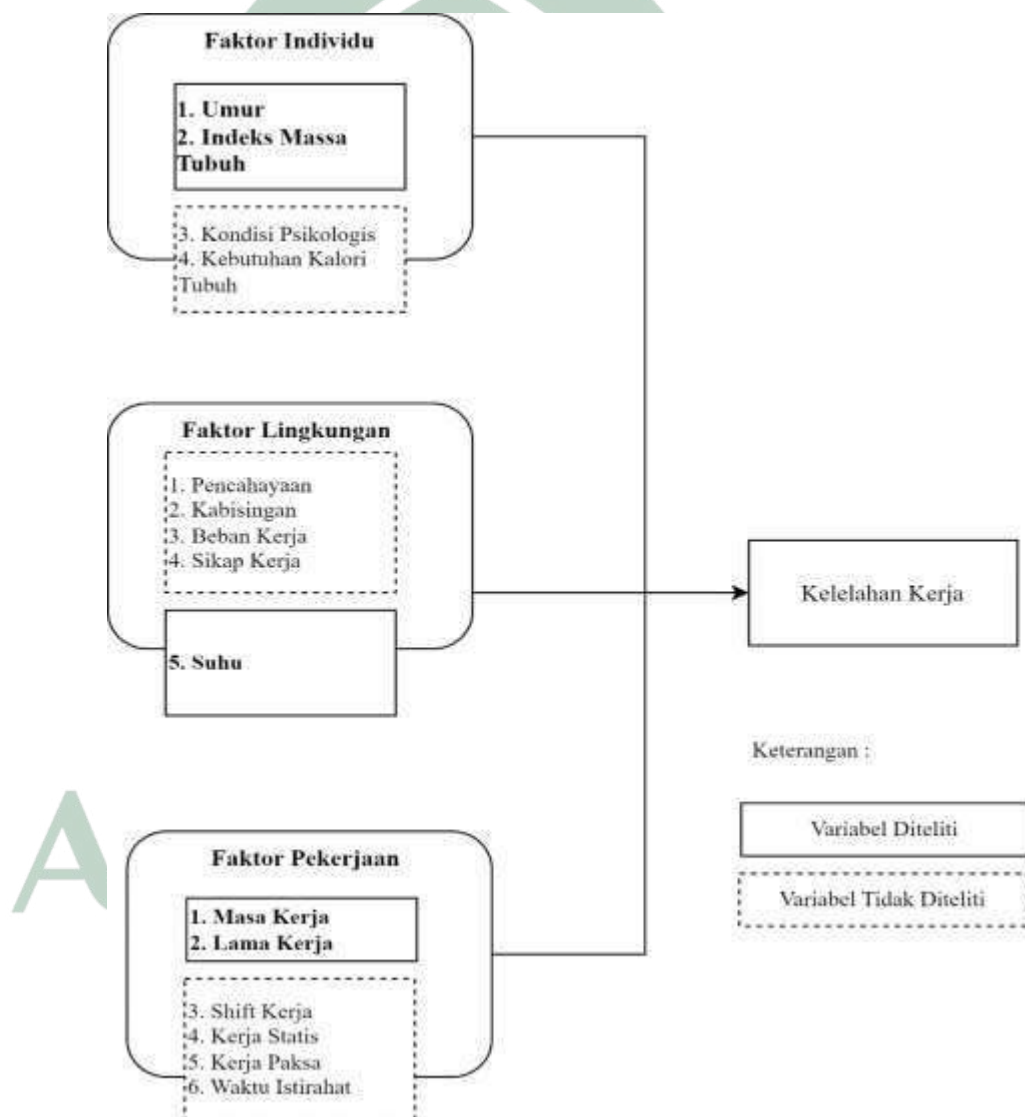 Faktor Individu
1. Umur
2. Indeks Massa
Tubuh
3. Kondisi Psikologis
4. Kebutuhan Kalori
Tubuh
Faktor Lingkungan
1. Pencahayaan
2. Kabisingan
3. Beban Kerja
4. Sikap Kerja
5. Suhu
Kelelahan Kerja
Keterangan :
Variabel Diteliti
Variabel Tidak Diteliti
Faktor Pekerjaan
1. Masa Kerja
2. Lama Kerja
3. Shift Kerja
4. Kerja Statis
5. Kerja Paksa
6. Waktu Istirahat
A